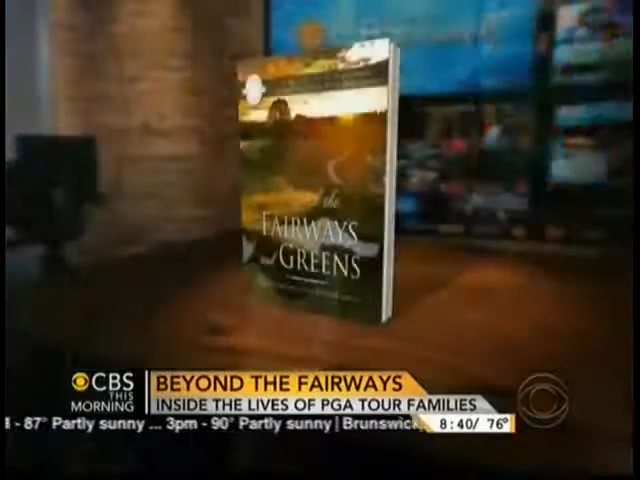 FAIRWAYS
and GREENS
CBS
THIS
MORNING
BEYOND THE FAIRWAYS
INSIDE THE LIVES OF PGA TOUR FAMILIES
- 87° Partly sunny ... 3pm - 90° Partly sunny | Brunswick
8:40/ 76°